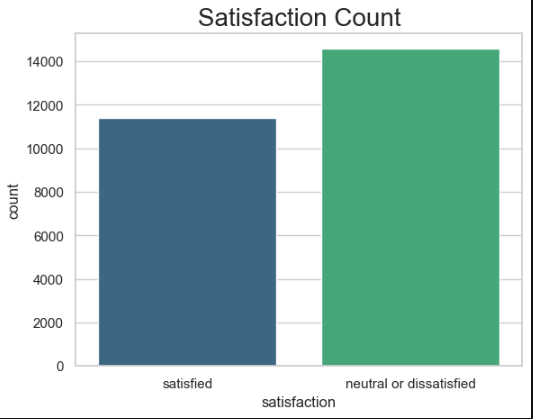 Satisfaction Count
14000
12000
10000
8000
6000
4000
2000
0
count
satisfied
neutral or dissatisfied
satisfaction